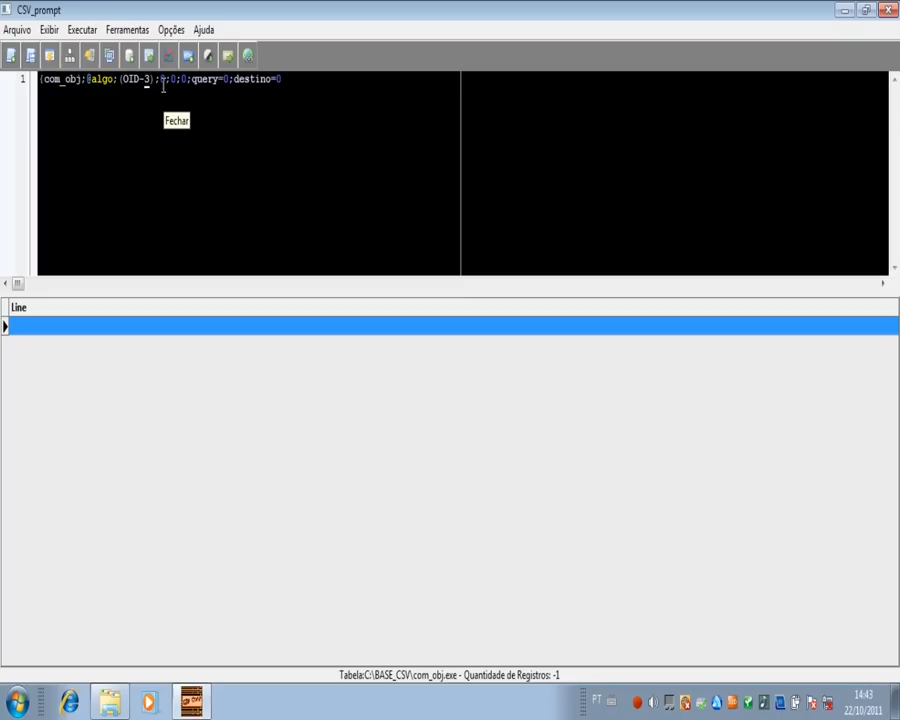 CSV_prompt
Arquivo Exibir Executar Ferramentas Opções Ajuda
1 {com_obj;@algo;{OID-3};0;0;0;query=0;destino=0
Fechar
Line
Tabela:C:\BASE_CSV\com_obj.exe - Quantidade de Registros: -1
PT
14:43
22/10/2011